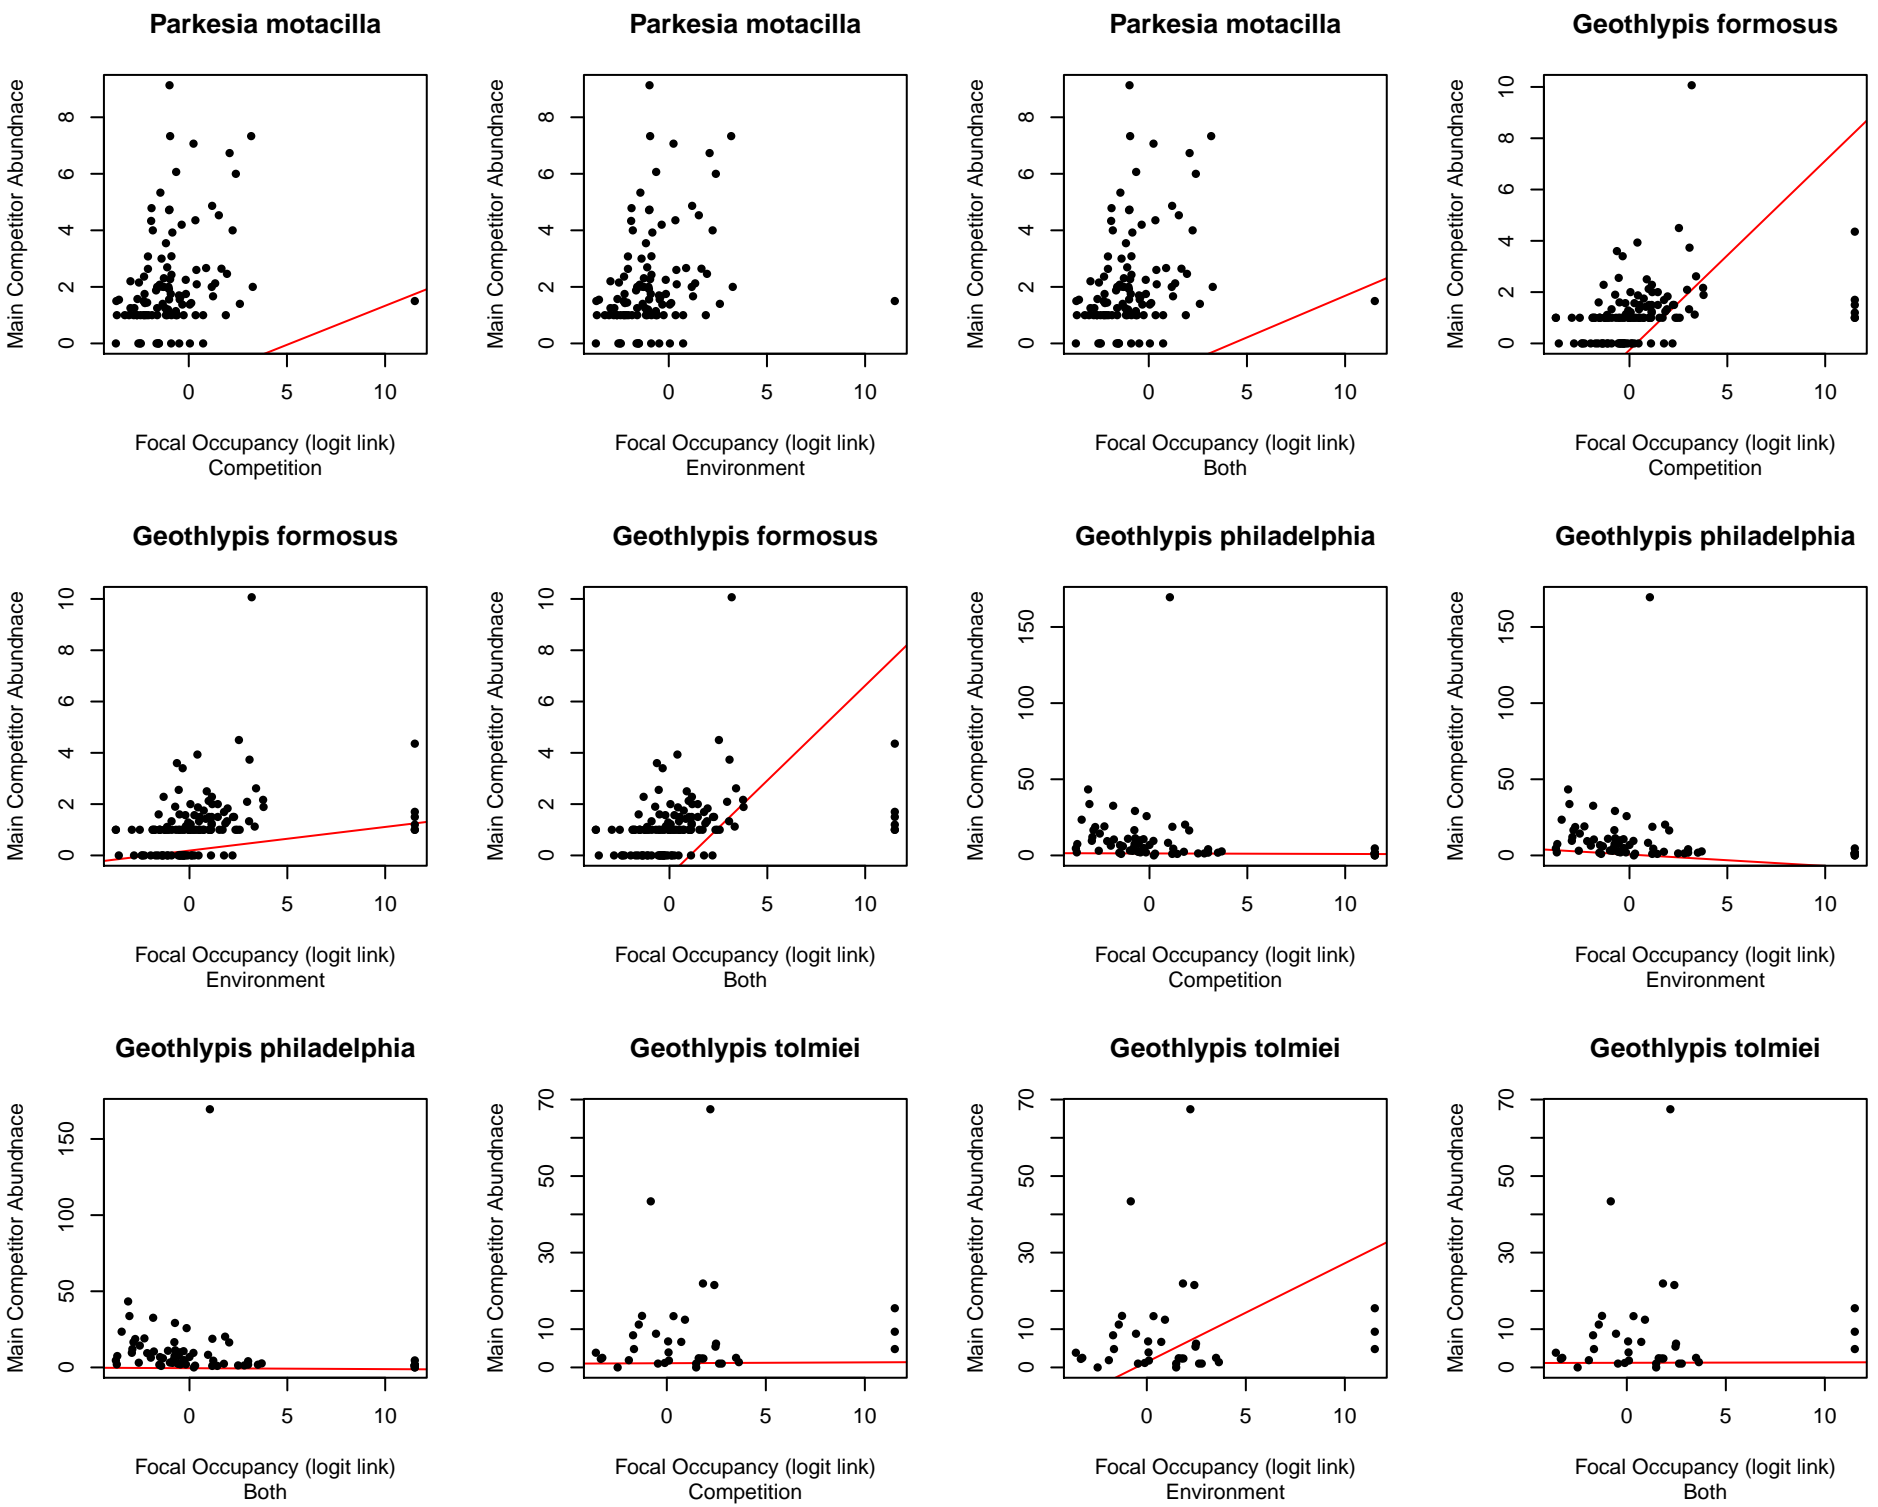 Parkesia motacilla
Main Competitor Abundnace
8
6
4
2
0
0 5 10
Focal Occupancy (logit link)
Competition
Parkesia motacilla
Main Competitor Abundnace
8
6
4
2
0
0 5 10
Focal Occupancy (logit link)
Environment
Parkesia motacilla
Main Competitor Abundnace
8
6
4
2
0
0 5 10
Focal Occupancy (logit link)
Both
Geothlypis formosus
Main Competitor Abundnace
10
8
6
4
2
0
0 5 10
Focal Occupancy (logit link)
Competition
Geothlypis formosus
Main Competitor Abundnace
10
8
6
4
2
0
0 5 10
Focal Occupancy (logit link)
Environment
Geothlypis formosus
Main Competitor Abundnace
10
8
6
4
2
0
0 5 10
Focal Occupancy (logit link)
Both
Geothlypis philadelphia
Main Competitor Abundnace
150
100
50
0
0 5 10
Focal Occupancy (logit link)
Competition
Geothlypis philadelphia
Main Competitor Abundnace
150
100
50
0
0 5 10
Focal Occupancy (logit link)
Environment
Geothlypis philadelphia
Main Competitor Abundnace
150
100
50
0
0 5 10
Focal Occupancy (logit link)
Both
Geothlypis tolmiei
Main Competitor Abundnace
70
50
30
10
0
0 5 10
Focal Occupancy (logit link)
Competition
Geothlypis tolmiei
Main Competitor Abundnace
70
50
30
10
0
0 5 10
Focal Occupancy (logit link)
Environment
Geothlypis tolmiei
Main Competitor Abundnace
70
50
30
10
0
0 5 10
Focal Occupancy (logit link)
Both